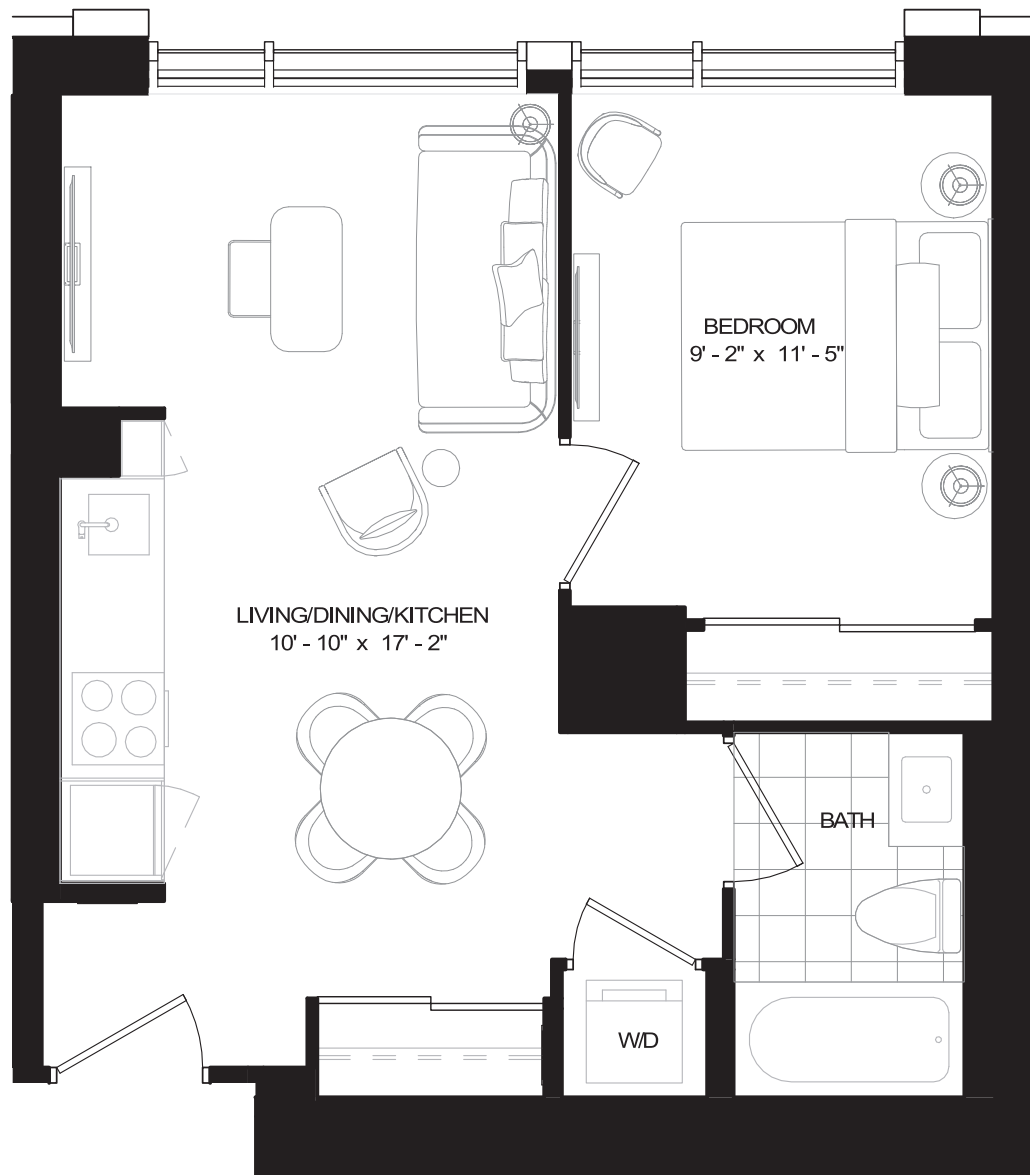 BEDROOM
9' - 2" x 11' - 5"
LIVING/DINING/KITCHEN
10' - 10" x 17' - 2"
BATH
W/D